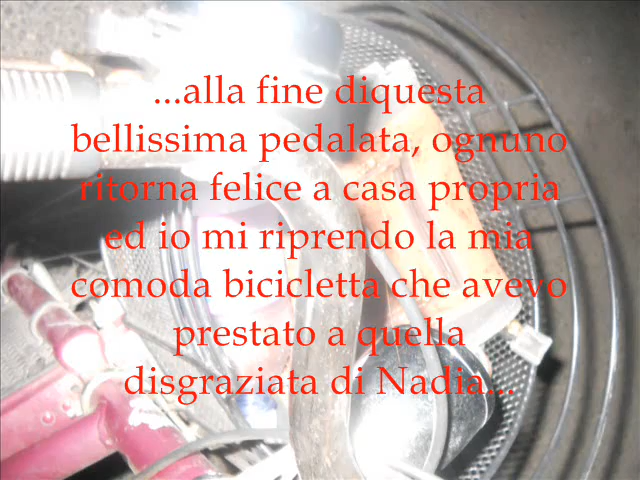 ...alla fine diquesta
bellissima pedalata, ognuno
ritorna felice a casa propria
ed io mi riprendo la mia
comoda bicicletta che avevo
prestato a quella
disgraziata di Nadia...